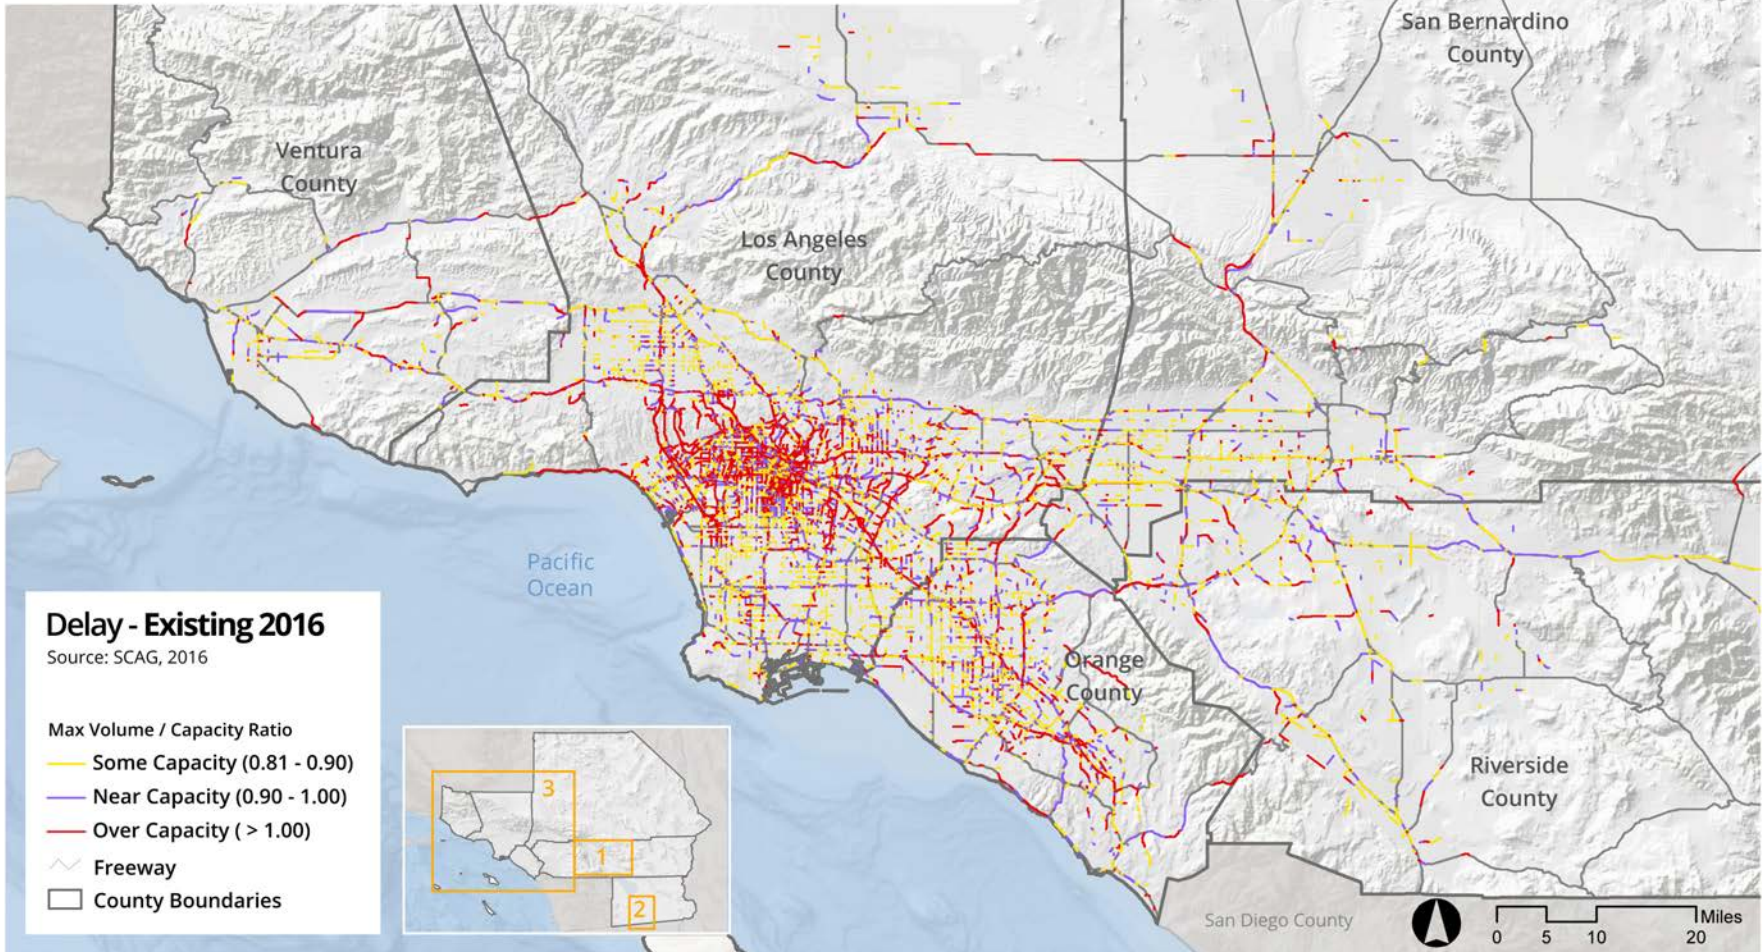 San Bernardino
County
Ventura
County
Los Angeles
County
Pacific
Ocean
Orange
County
Riverside
County
San Diego County
Delay - Existing 2016
Source: SCAG, 2016
Max Volume / Capacity Ratio
Some Capacity (0.81 - 0.90)
Near Capacity (0.90 - 1.00)
Over Capacity ( > 1.00)
Freeway
County Boundaries
3
1
2
Miles
0 5 10 20